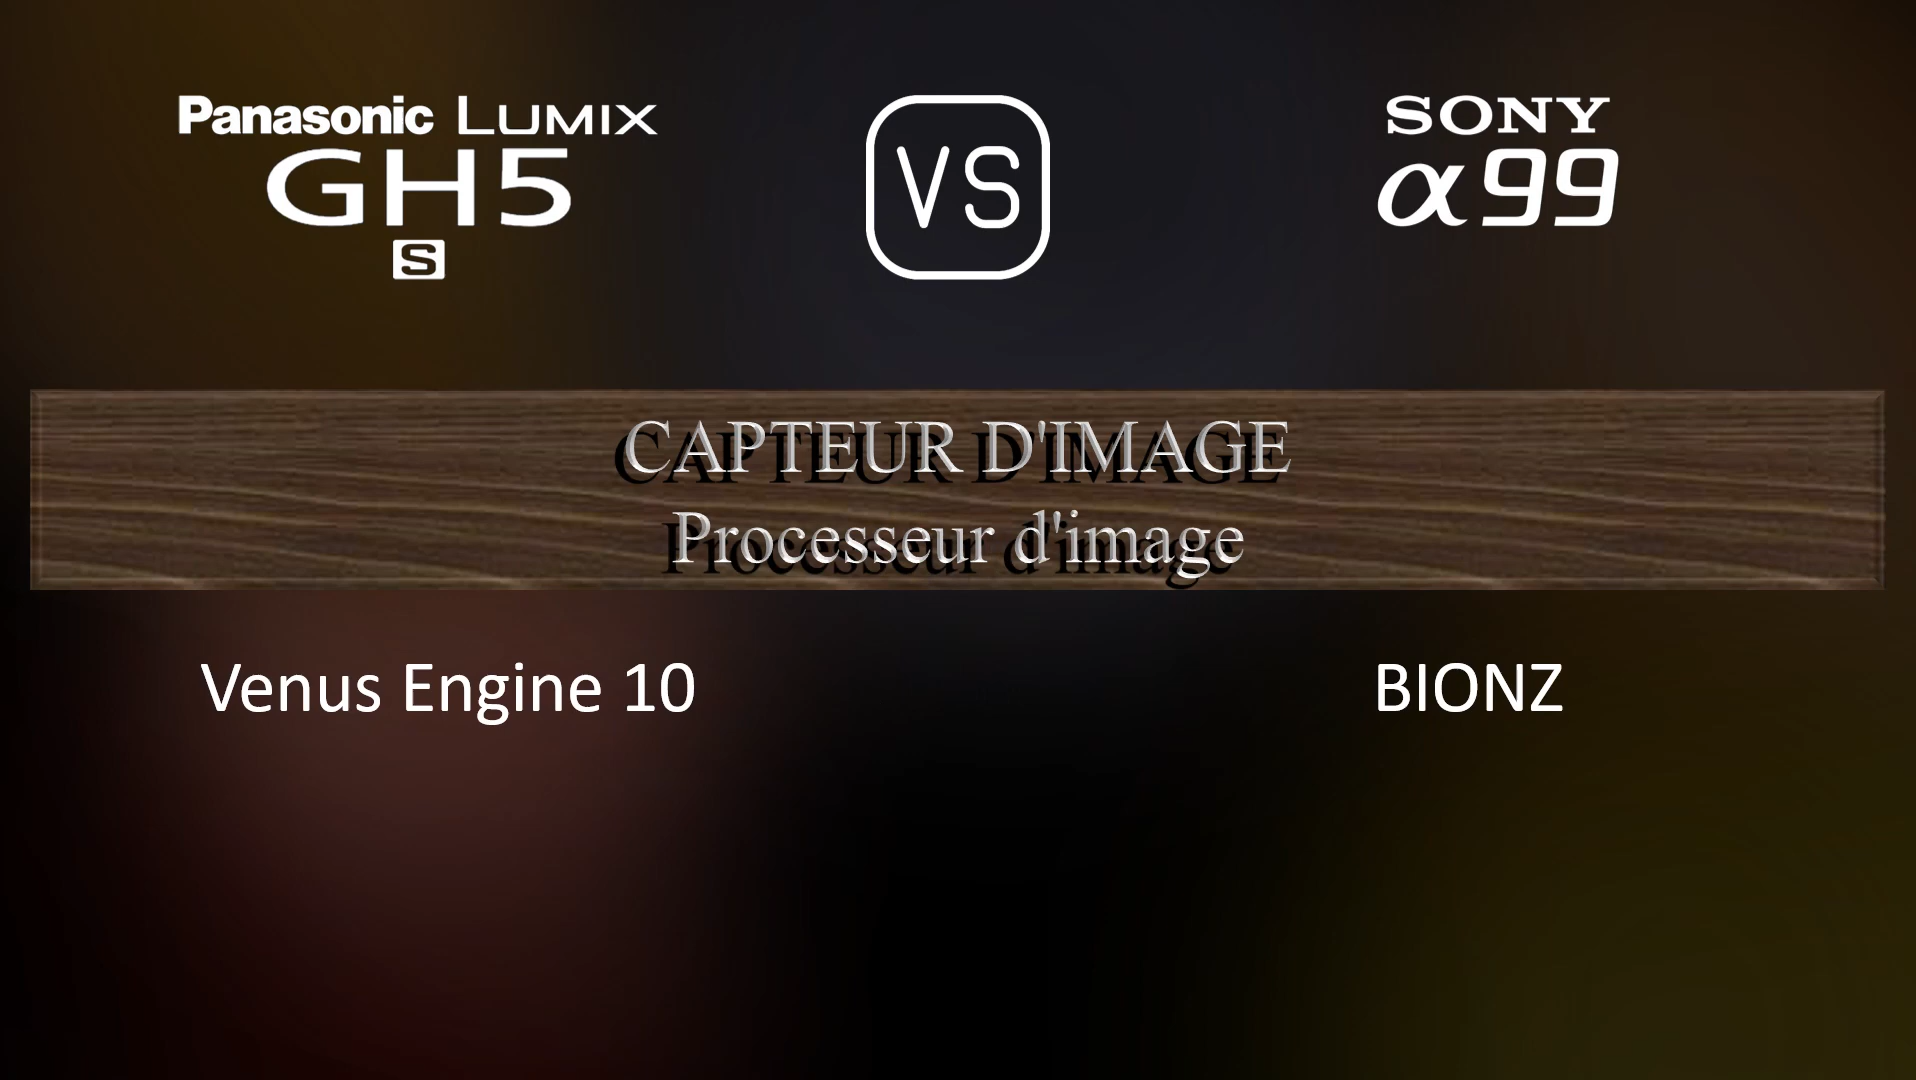 Panasonic LUMIX
GH5
S
VS
SONY
α99
CAPTEUR D'IMAGE
Processeur d'image
Venus Engine 10
BIONZ